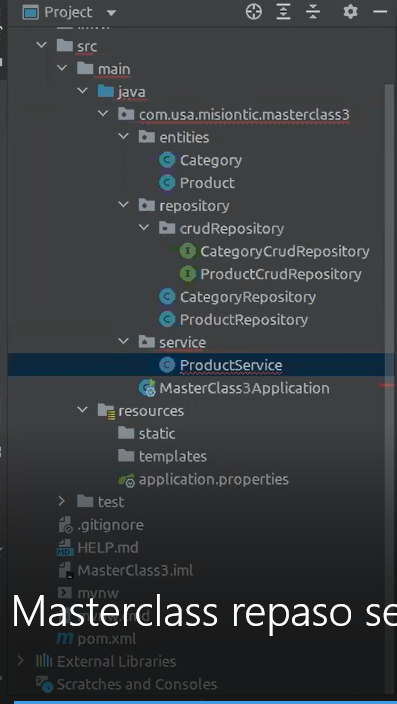 Project
src
main
java
com.usa.misiontic.masterclass3
entities
Category
Product
repository
crudRepository
CategoryCrudRepository
ProductCrudRepository
CategoryRepository
ProductRepository
service
ProductService
MasterClass3Application
resources
static
templates
application.properties
test
.gitignore
HELP.md
MasterClass3.iml
mvnw
Masterclass repaso se
pom.xml
External Libraries
Scratches and Consoles